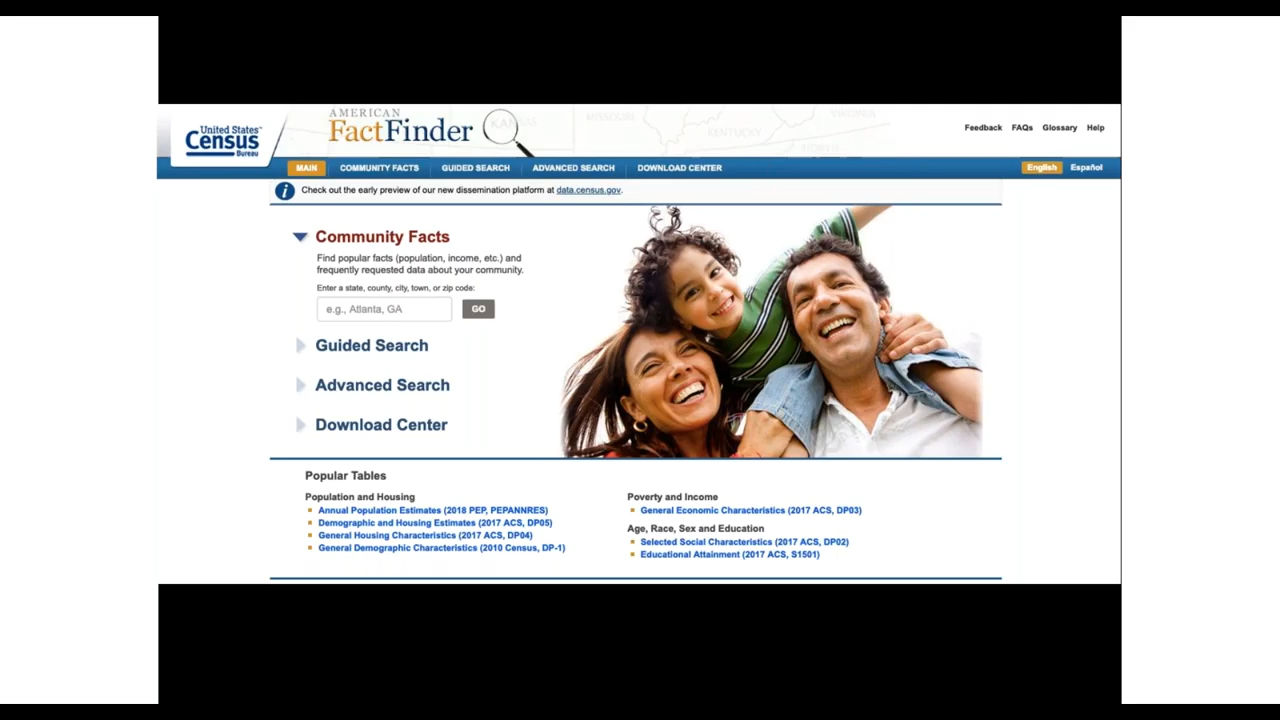 United States™
Census
Bureau
AMERICAN
FactFinder
KANSAS
MISSOURI
KENTUCKY
VIRGINIA
Feedback FAQs Glossary Help
MAIN COMMUNITY FACTS GUIDED SEARCH ADVANCED SEARCH DOWNLOAD CENTER English Español
i Check out the early preview of our new dissemination platform at data.census.gov.
Community Facts
Find popular facts (population, income, etc.) and
frequently requested data about your community.
Enter a state, county, city, town, or zip code:
e.g., Atlanta, GA GO
Guided Search
Advanced Search
Download Center
Popular Tables
Population and Housing
Annual Population Estimates (2018 PEP, PEPANNRES)
Demographic and Housing Estimates (2017 ACS, DP05)
General Housing Characteristics (2017 ACS, DP04)
General Demographic Characteristics (2010 Census, DP-1)
Poverty and Income
General Economic Characteristics (2017 ACS, DP03)
Age, Race, Sex and Education
Selected Social Characteristics (2017 ACS, DP02)
Educational Attainment (2017 ACS, S1501)